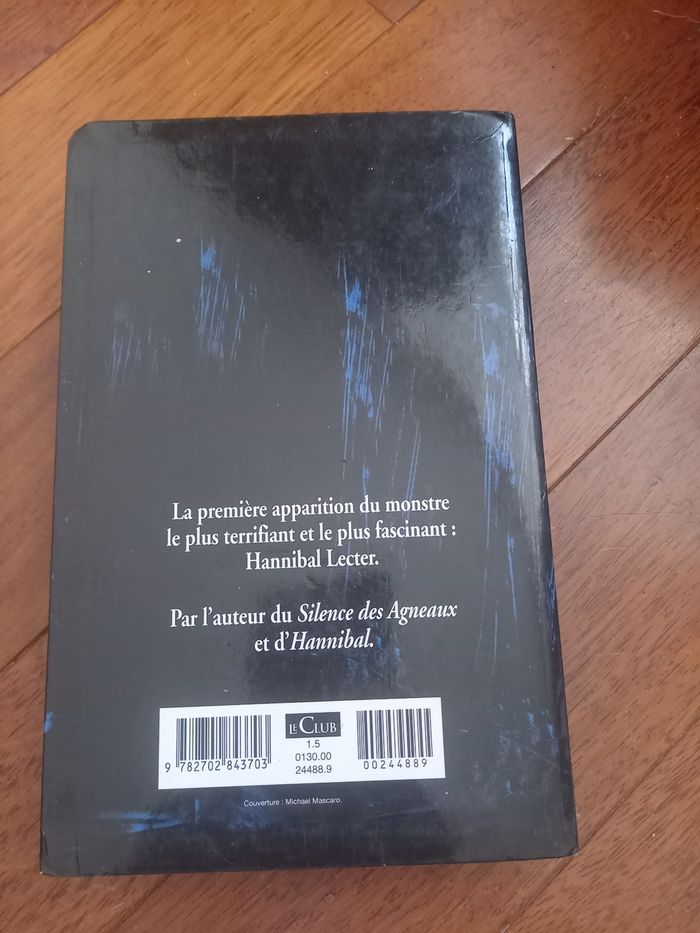 La première apparition du monstre
le plus terrifiant et le plus fascinant :
Hannibal Lecter.
Par l'auteur du Silence des Agneaux
et d'Hannibal.
LE CLUB
1.5
0130.00
24488.9
9 782702 843703
00244889
Couverture : Michael Mascaro.